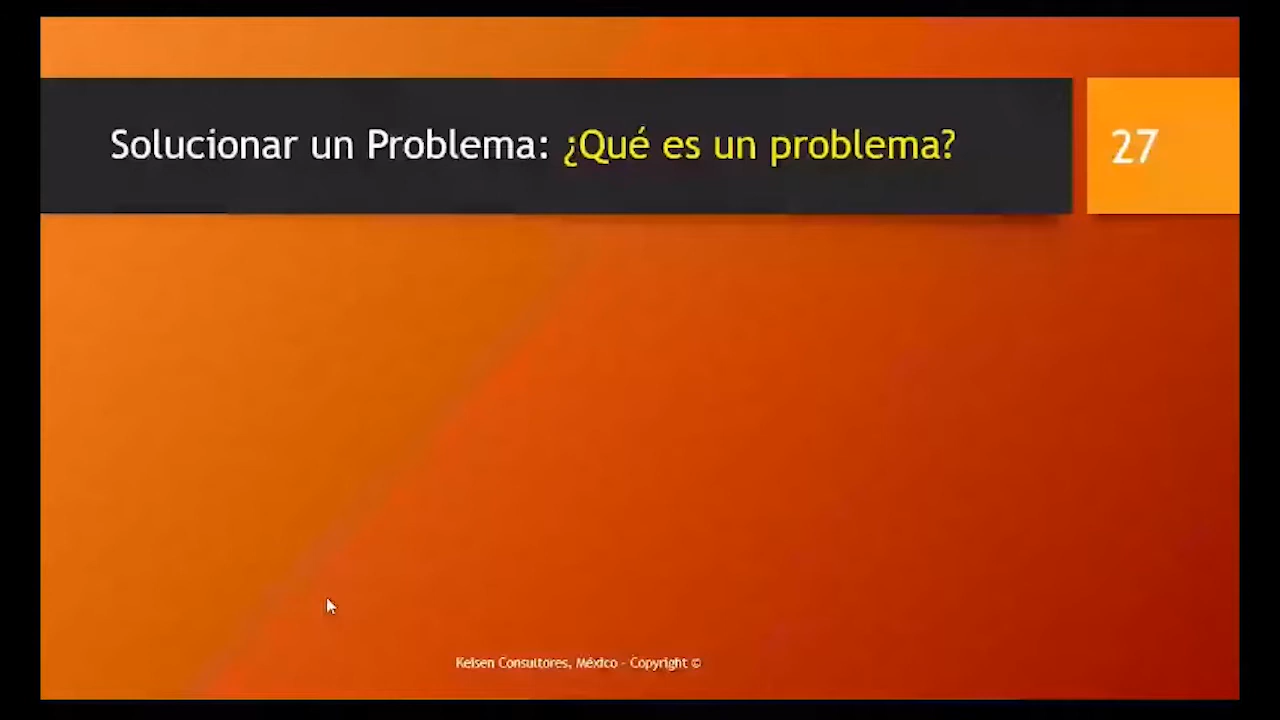 Solucionar un Problema: ¿Qué es un problema?
27
Kelsen Consultores, México - Copyright ©